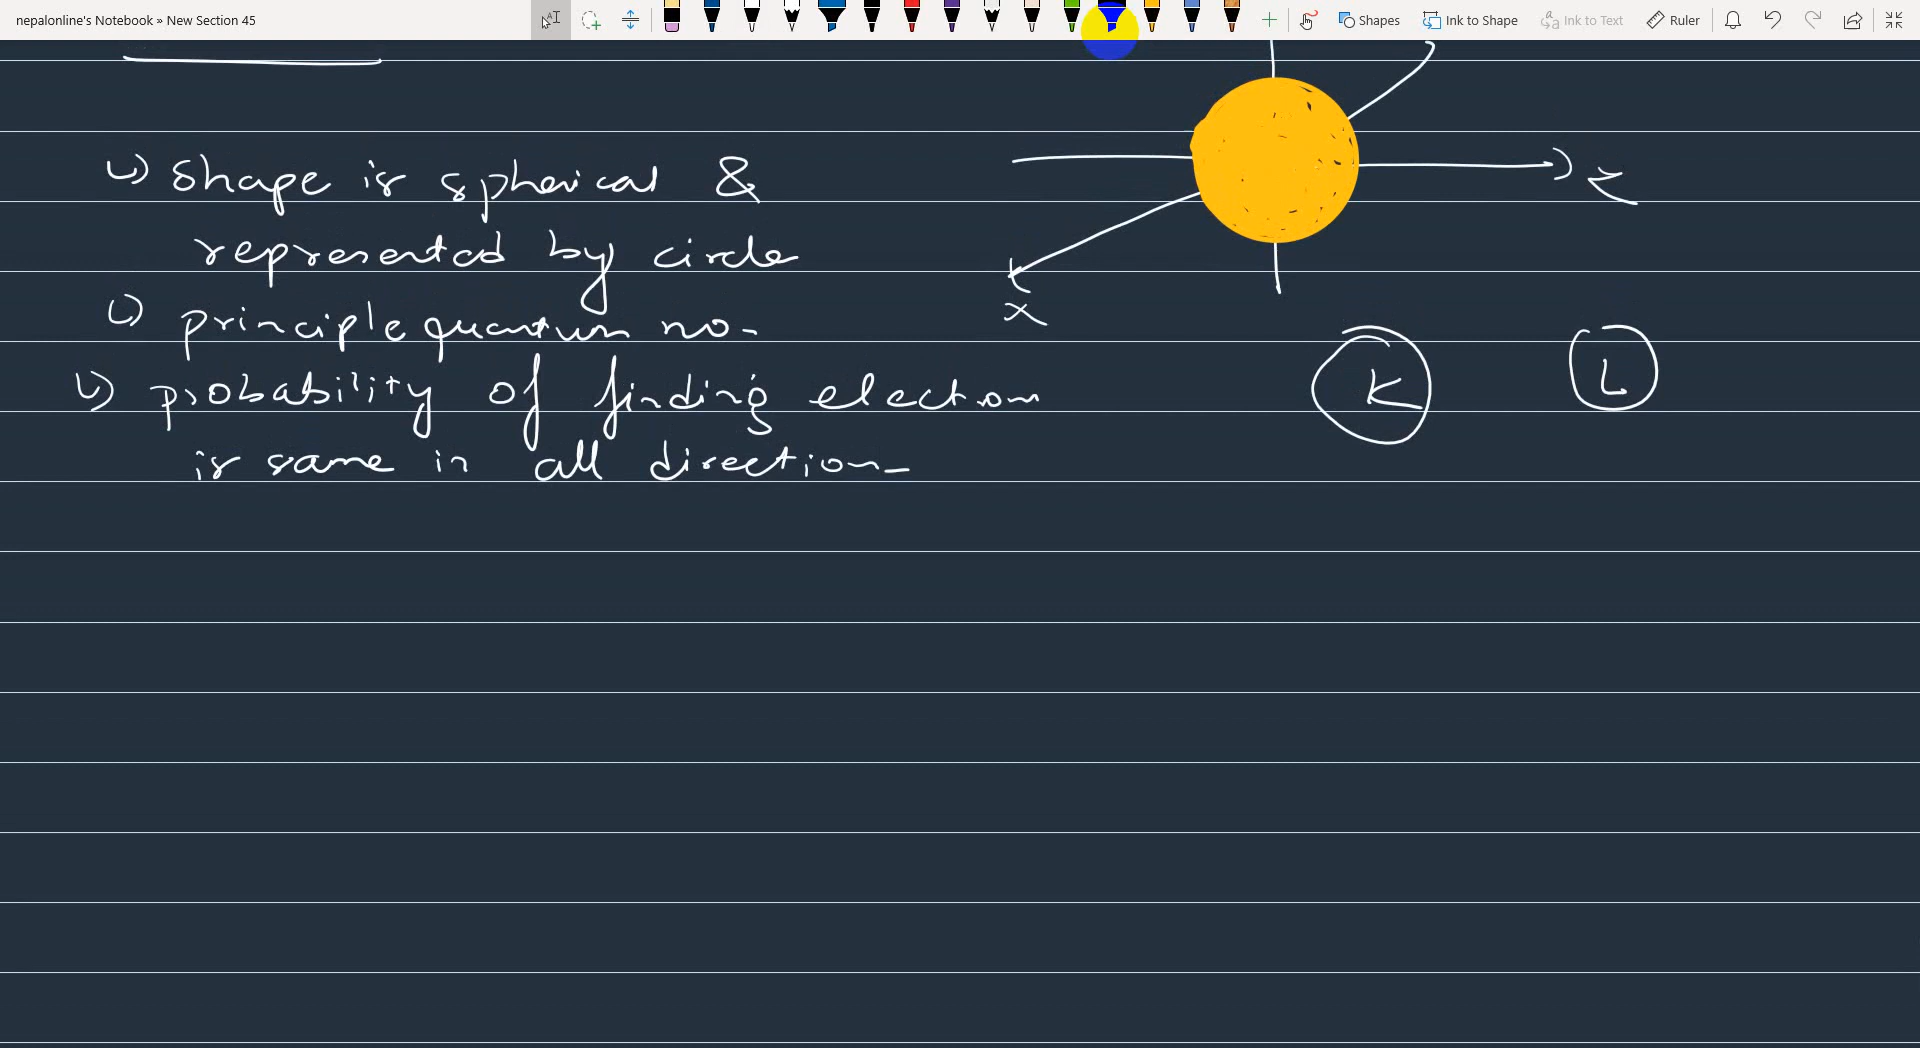 nepalonline's Notebook » New Section 45
Shapes
Ink to Shape
Ink to Text
Ruler
Shape is spherical &
represented by circle
principle quantum no.
probability of finding electron
is same in all direction.
z
x
K
L